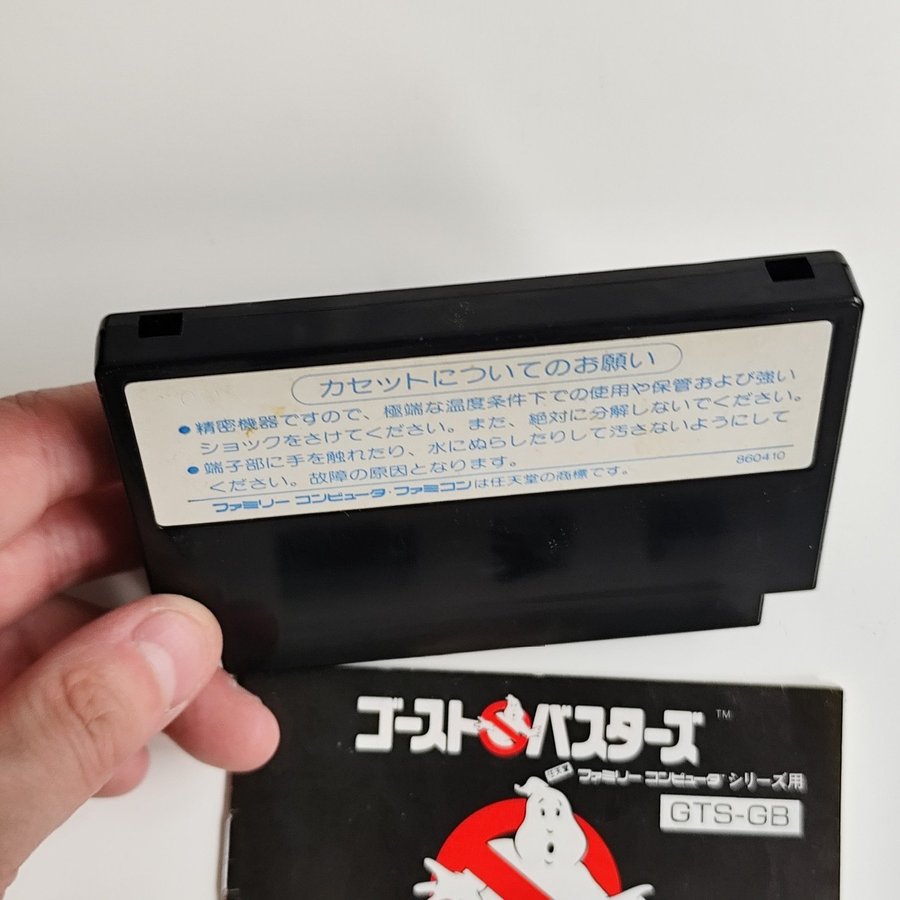 カセットについてのお願い
●精密機器ですので、極端な温度条件下での使用や保管および強い
ショックをさけてください。また、絶対に分解しないでください。
●端子部に手を触れたり、水にぬらしたりして汚さないようにして
ください。故障の原因となります。
860410
ファミリーコンピュータ・ファミコンは任天堂の商標です。
ゴーストバスターズ™
任天堂
ファミリーコンピュータ™シリーズ用
GTS-GB